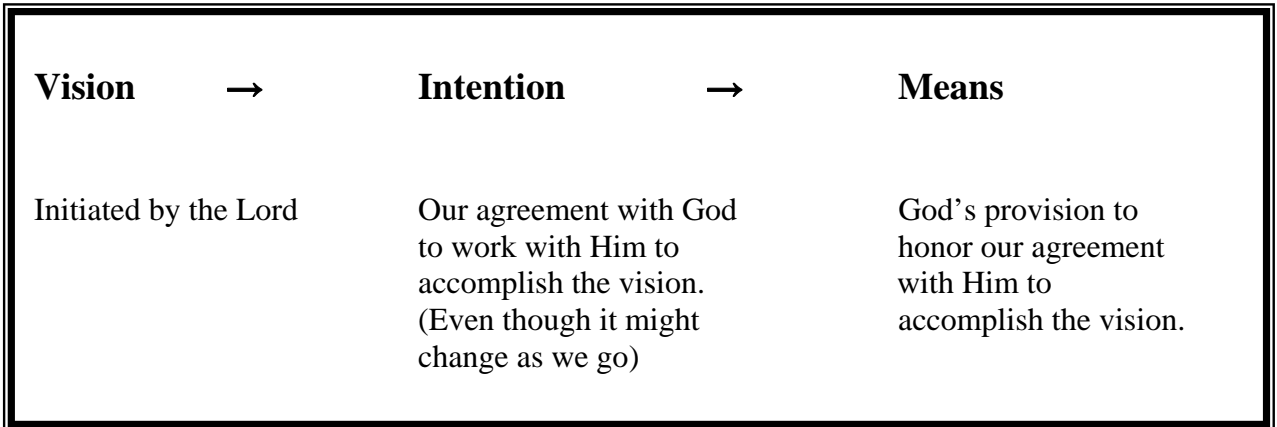 Vision → Intention → Means
Initiated by the Lord
Our agreement with God
to work with Him to
accomplish the vision.
(Even though it might
change as we go)
God’s provision to
honor our agreement
with Him to
accomplish the vision.